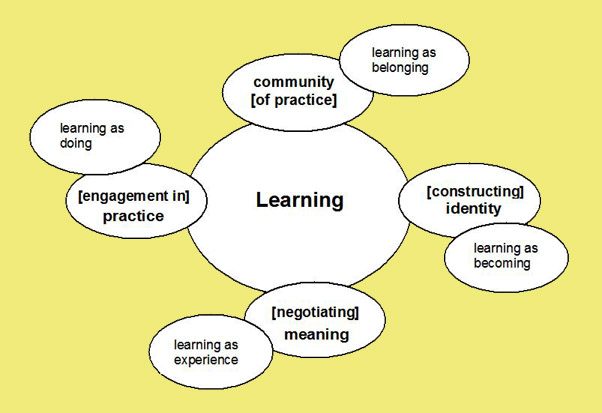 learning as
belonging
community
[of practice]
learning as
doing
[engagement in]
practice
Learning
[constructing]
identity
learning as
becoming
[negotiating]
meaning
learning as
experience